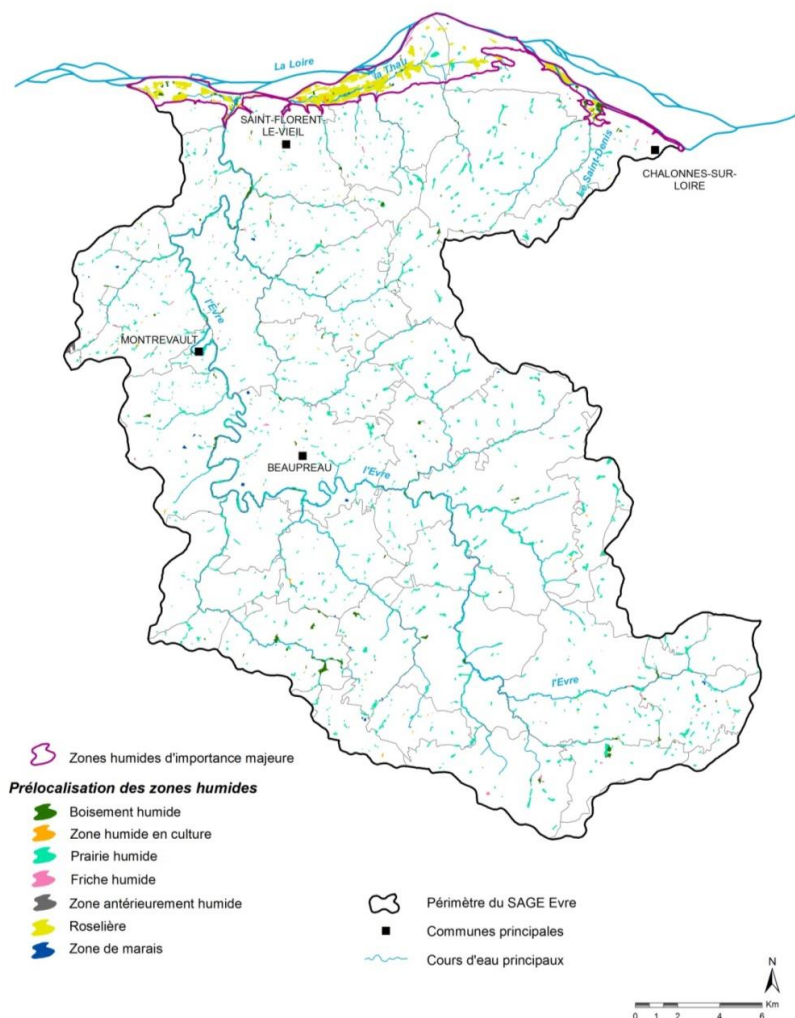 La Loire
la Thau
SAINT-FLORENT-
LE-VIEIL
le Saint-Denis
CHALONNES-SUR-
LOIRE
l'Evre
MONTREVAULT
BEAUPREAU
l'Evre
l'Evre
Zones humides d'importance majeure
Prélocalisation des zones humides
Boisement humide
Zone humide en culture
Prairie humide
Friche humide
Zone antérieurement humide
Roselière
Zone de marais
Périmètre du SAGE Evre
Communes principales
Cours d'eau principaux
N
Km
0 1 2 4 6